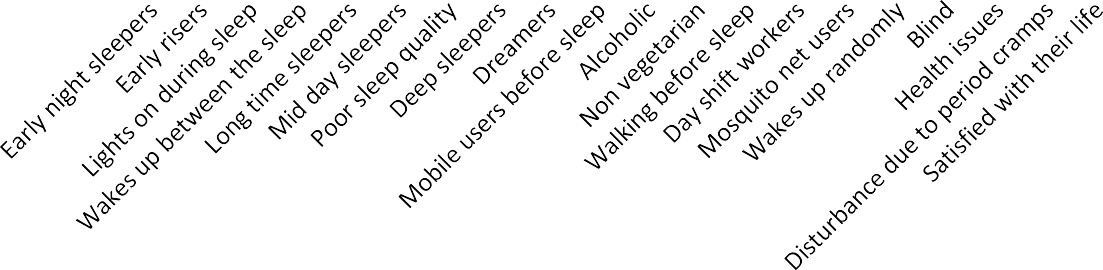 Early night sleepers
Early risers
Lights on during sleep
Wakes up between the sleep
Long time sleepers
Mid day sleepers
Poor sleep quality
Deep sleepers
Dreamers
Mobile users before sleep
Alcoholic
Non vegetarian
Walking before sleep
Day shift workers
Mosquito net users
Wakes up randomly
Blind
Health issues
Disturbance due to period cramps
Satisfied with their life